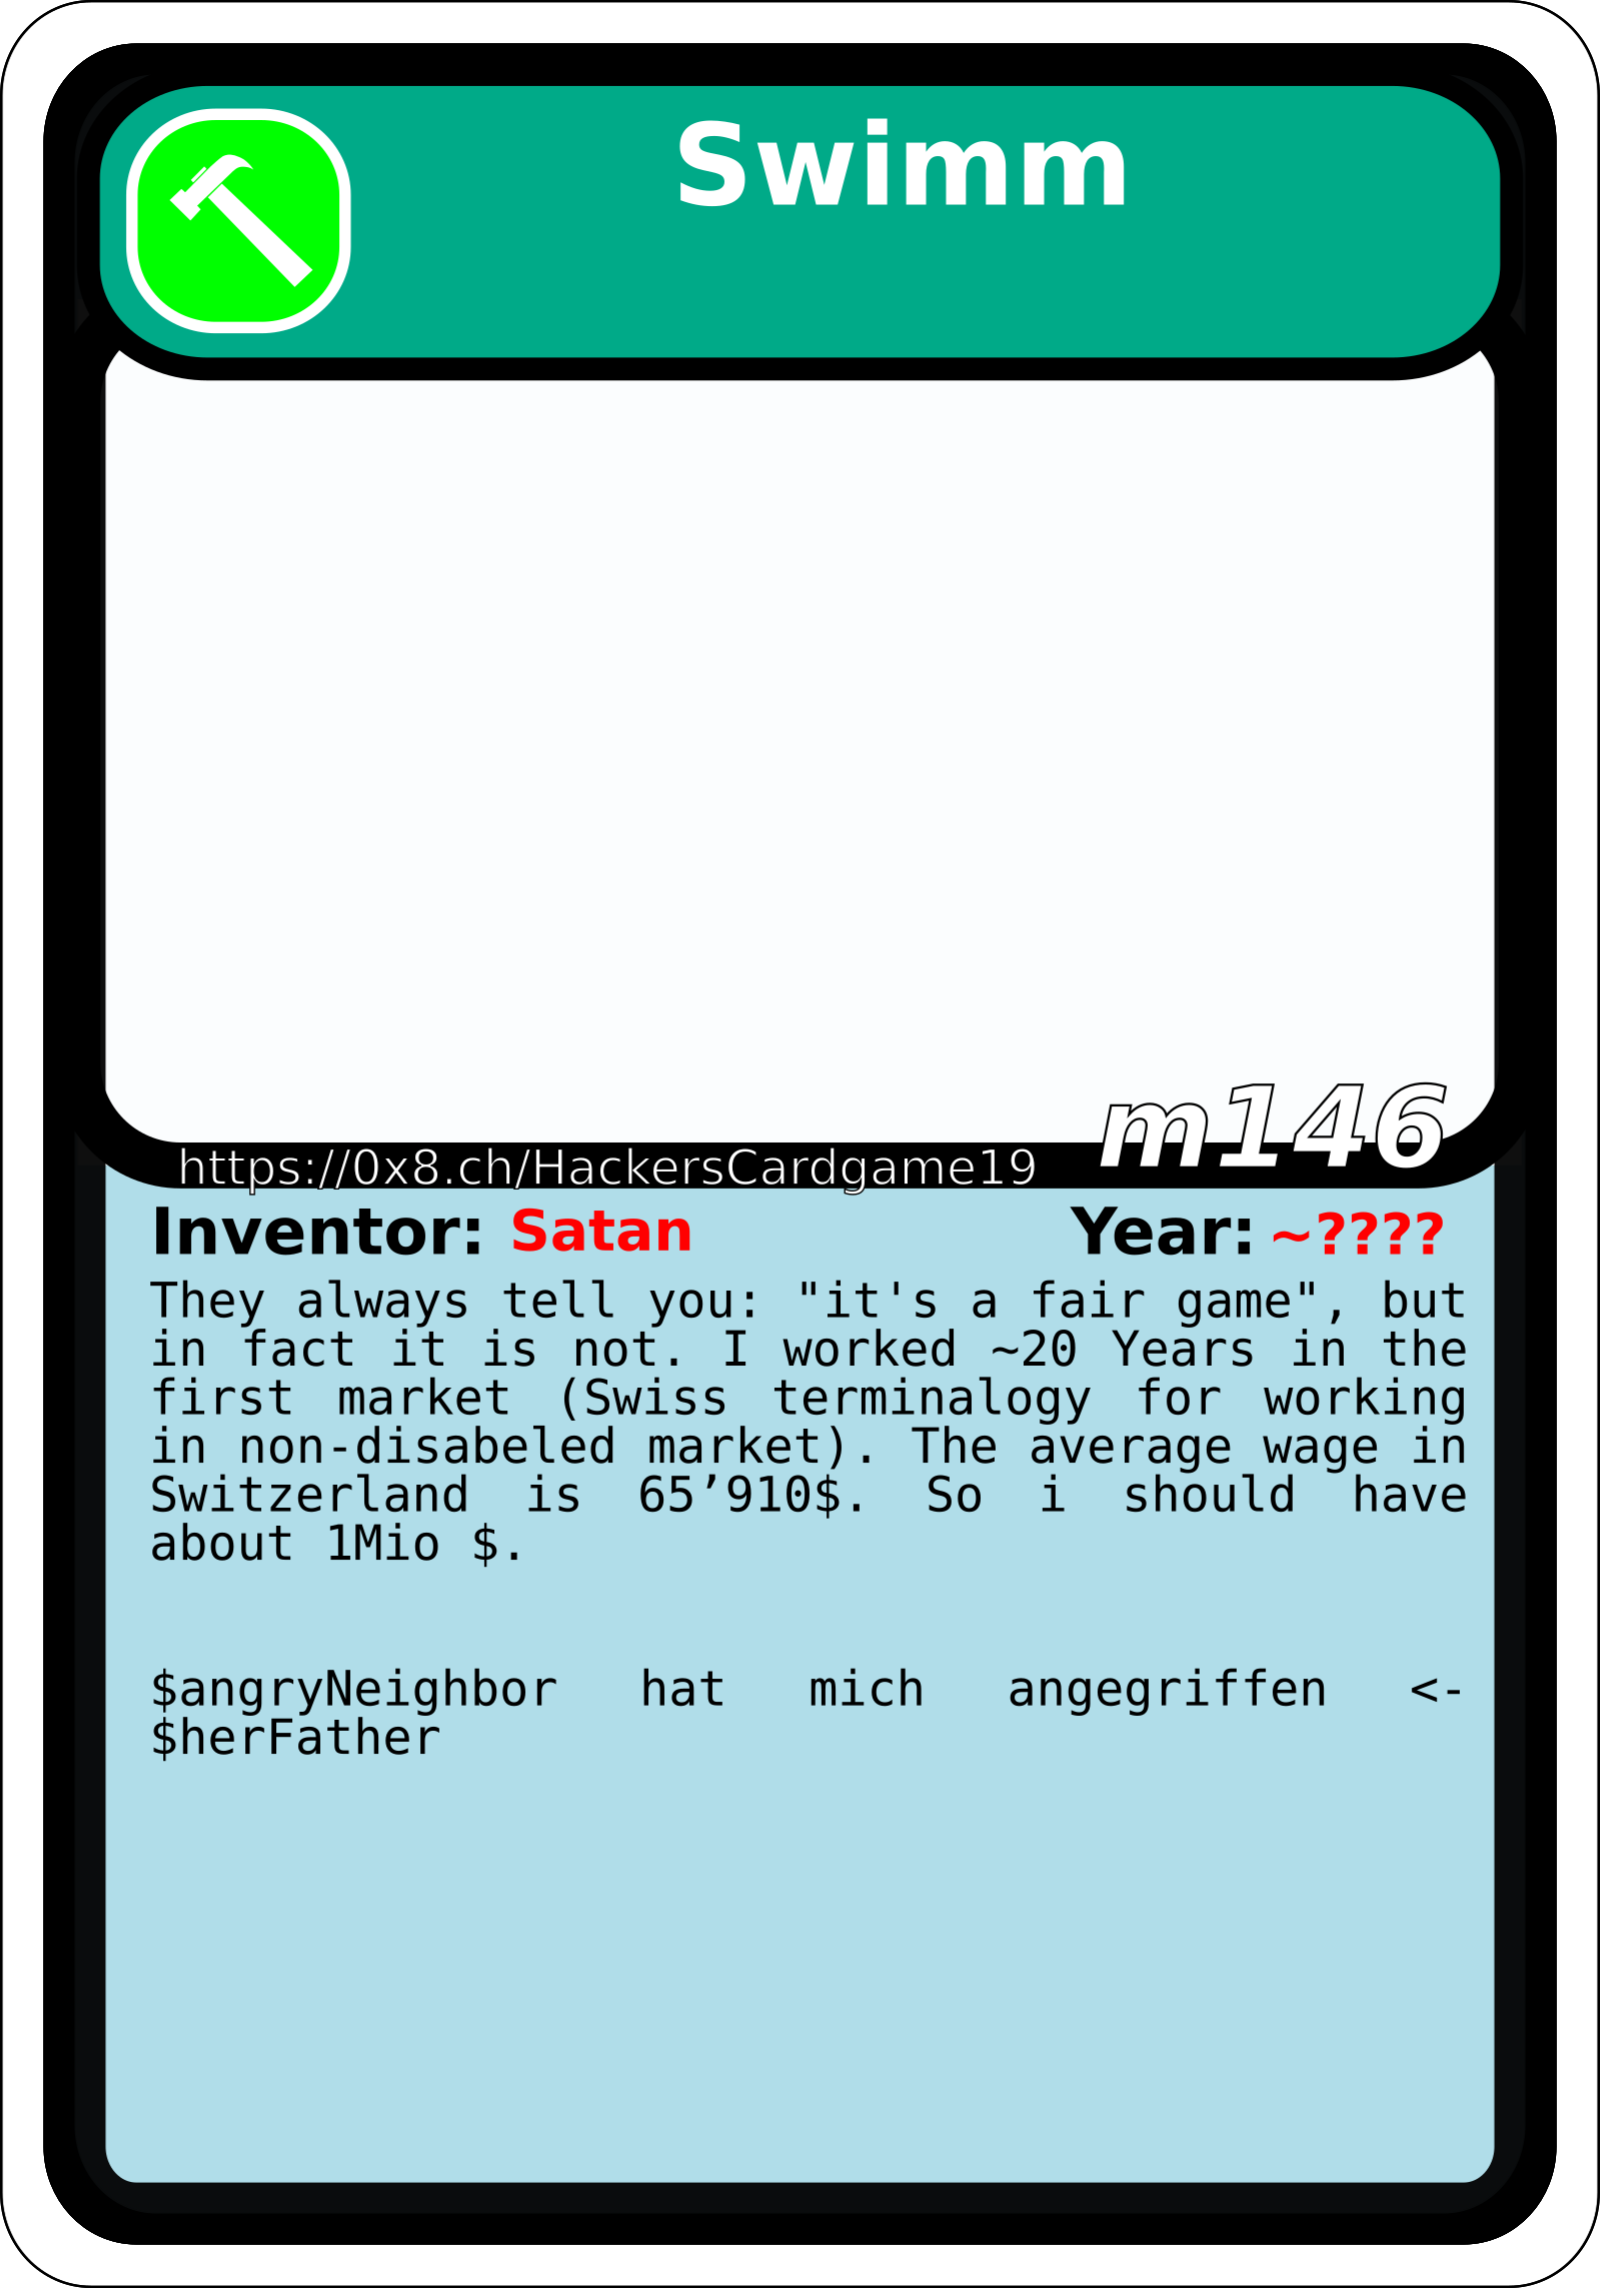 Swimm
m146
https://0x8.ch/HackersCardgame19
Inventor: Satan Year: ~????
They always tell you: "it's a fair game", but
in fact it is not. I worked ~20 Years in the
first market (Swiss terminalogy for working
in non-disabeled market). The average wage in
Switzerland is 65’910$. So i should have
about 1Mio $.
$angryNeighbor hat mich angegriffen <-
$herFather